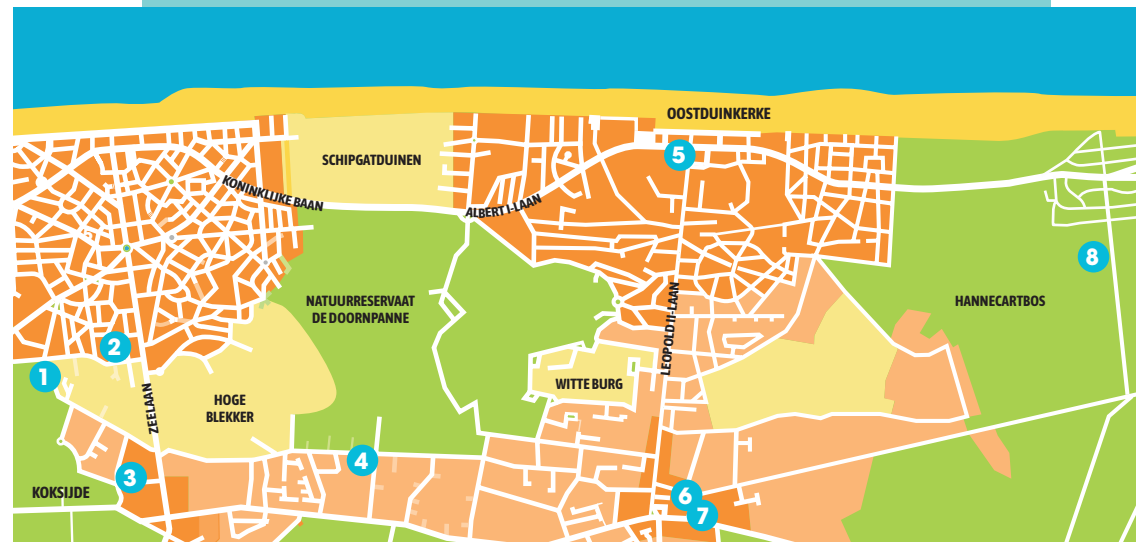 OOSTDUINKERKE
5
SCHIPGATDUINEN
KONINKLIJKE BAAN
ALBERT I-LAAN
8
NATUURRESERVAAT
DE DOORNPANNE
HANNECARTBOS
LEOPOLD II-LAAN
2
1
WITTE BURG
HOGE
BLEKKER
ZEELAAN
4
3
KOKSIJDE
6
7